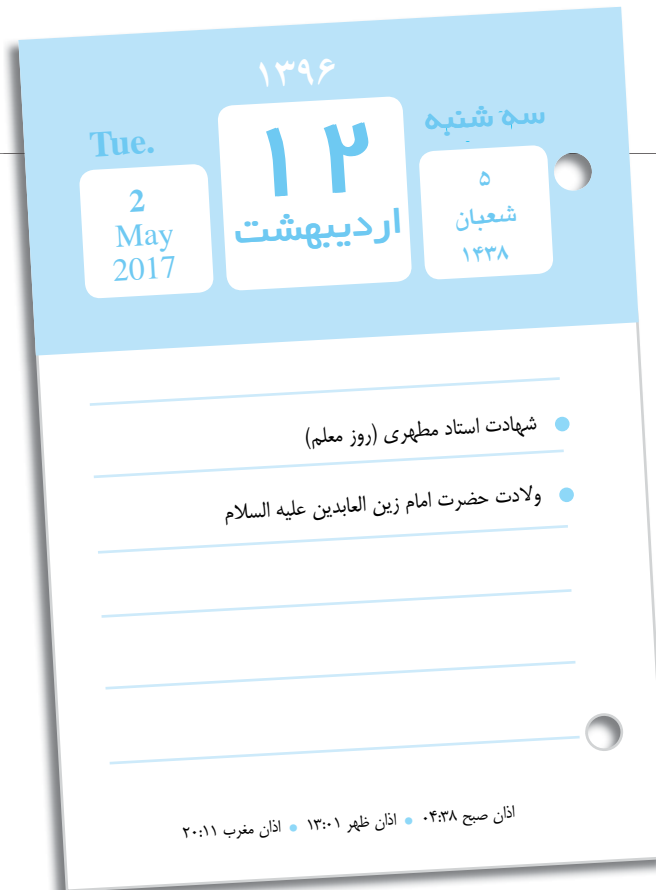 ۱۳۹۶
سه شنبه
۵
شعبان
۱۴۳۸
۱۲
اردیبهشت
Tue.
2
May
2017
شهادت استاد مطهری (روز معلم)
ولادت حضرت امام زین العابدین علیه السلام
اذان صبح ۰۴:۳۸ • اذان ظهر ۱۳:۰۱ • اذان مغرب ۲۰:۱۱